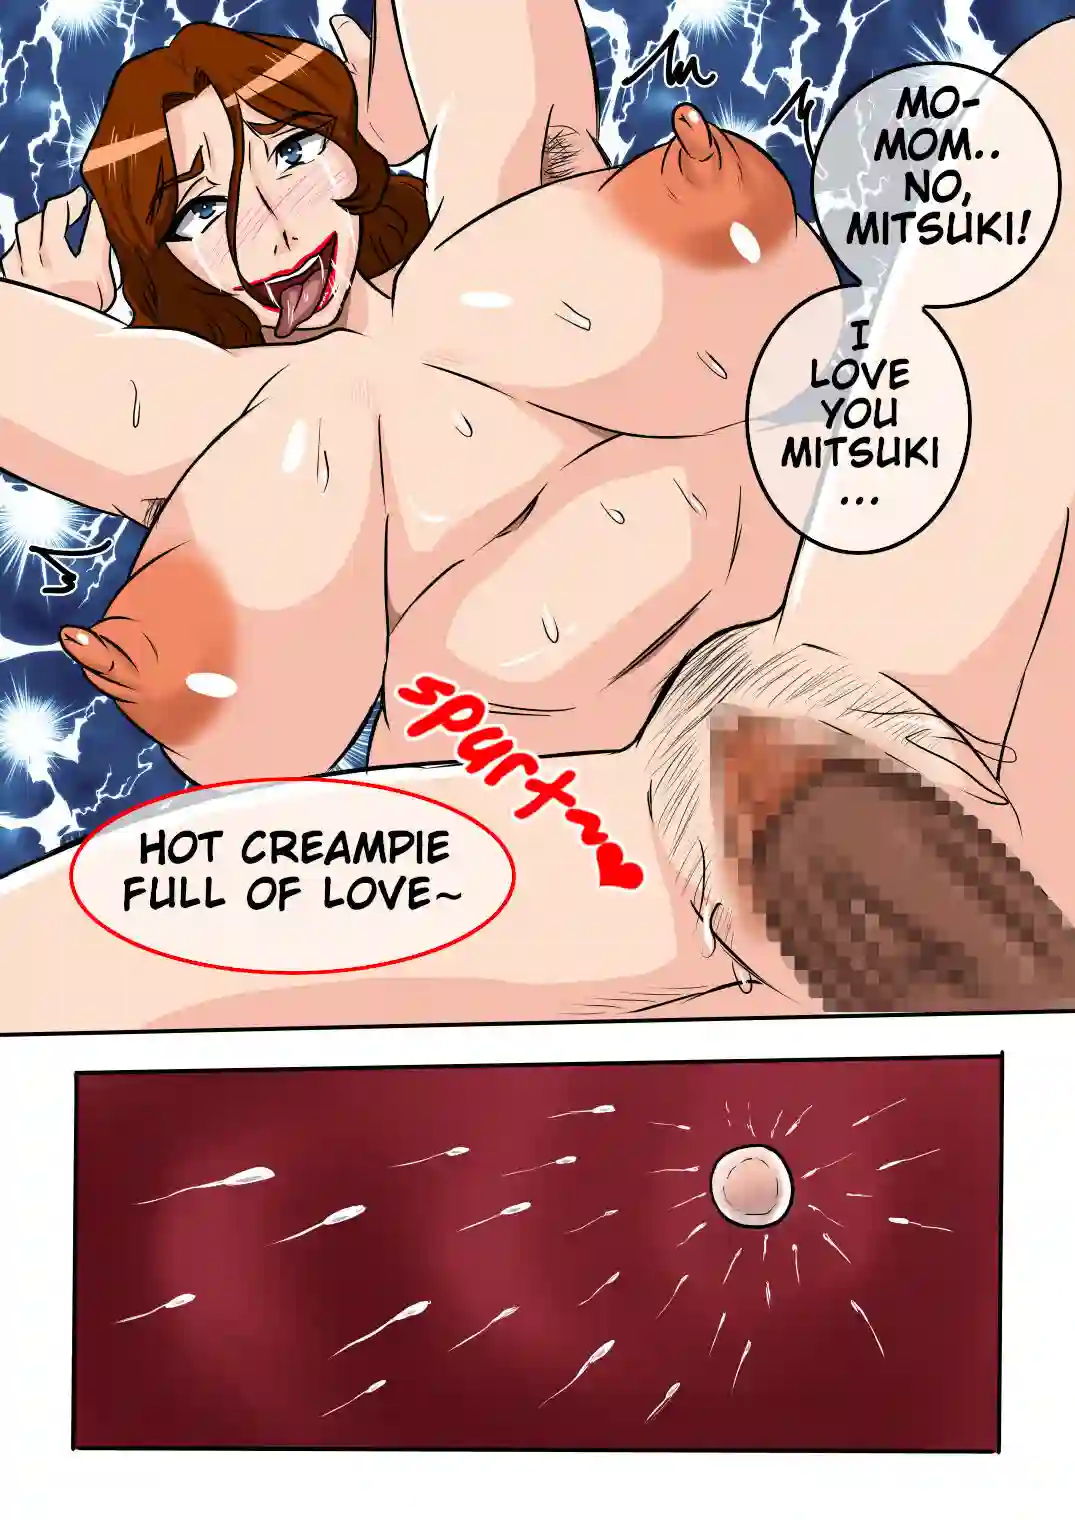 MO-
MOM..
NO,
MITSUKI!
I
LOVE
YOU
MITSUKI
...
spurt~♥
HOT CREAMPIE
FULL OF LOVE~